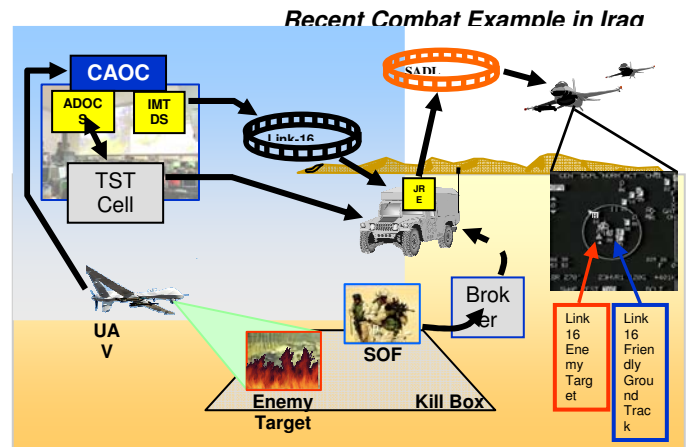 Recent Combat Example in Iraq
CAOC
ADOC
S
IMT
DS
TST
Cell
Link-16
SADL
JR
E
UA
V
SOF
Brok
er
Enemy
Target
Kill Box
Link
16
Ene
my
Targ
et
Link
16
Frien
dly
Grou
nd
Trac
k